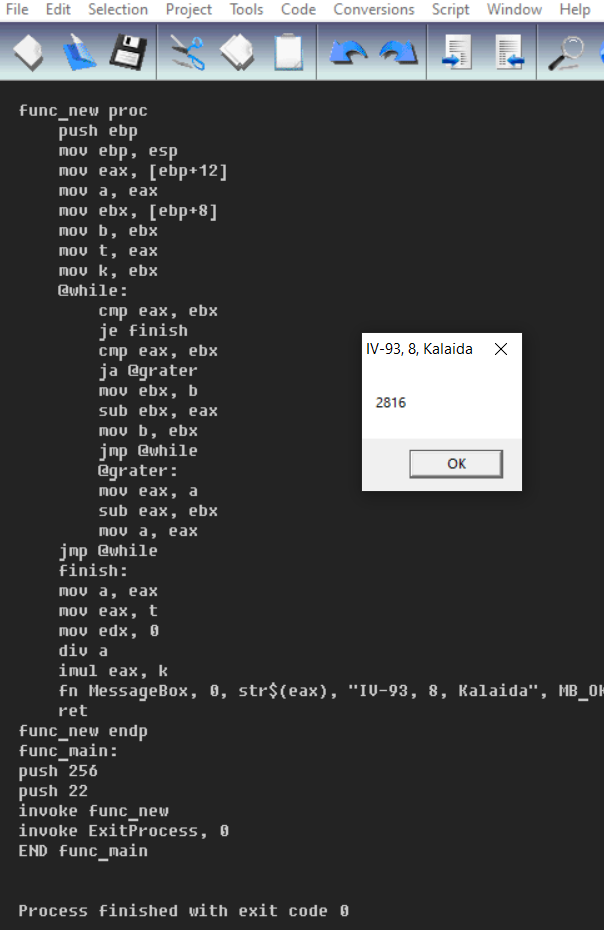 File Edit Selection Project Tools Code Conversions Script Window Help
func_new proc
    push ebp
    mov ebp, esp
    mov eax, [ebp+12]
    mov a, eax
    mov ebx, [ebp+8]
    mov b, ebx
    mov t, eax
    mov k, ebx
    @while:
        cmp eax, ebx
        je finish
        cmp eax, ebx
        ja @grater
        mov ebx, b
        sub ebx, eax
        mov b, ebx
        jmp @while
        @grater:
        mov eax, a
        sub eax, ebx
        mov a, eax
    jmp @while
    finish:
    mov a, eax
    mov eax, t
    mov edx, 0
    div a
    imul eax, k
    fn MessageBox, 0, str$(eax), "IV-93, 8, Kalaida", MB_OK
    ret
func_new endp
func_main:
push 256
push 22
invoke func_new
invoke ExitProcess, 0
END func_main
Process finished with exit code 0
IV-93, 8, Kalaida
2816
OK